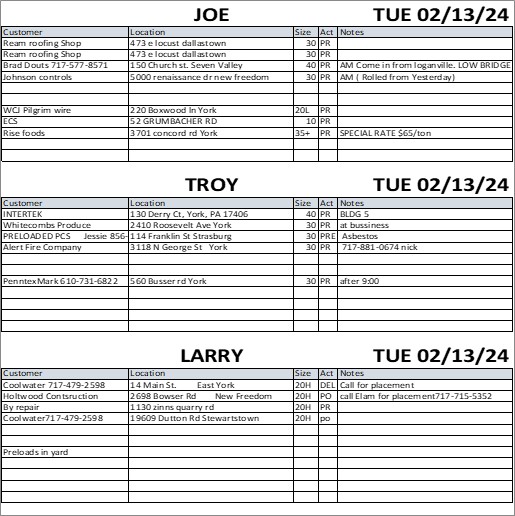 JOE TUE 02/13/24
Customer Location Size Act Notes
Ream roofing Shop 473 e locust dallastown 30 PR
Ream roofing Shop 473 e locust dallastown 30 PR
Brad Douts 717-577-8571 150 Church st. Seven Valley 40 PR AM Come in from loganville. LOW BRIDGE
Johnson controls 5000 renaissance dr new freedom 30 PR AM ( Rolled from Yesterday)
WCJ Pilgrim wire 220 Boxwood ln York 20L PR
ECS 52 GRUMBACHER RD 10 PR
Rise foods 3701 concord rd York 35+ PR SPECIAL RATE $65/ton
TROY TUE 02/13/24
Customer Location Size Act Notes
INTERTEK 130 Derry Ct, York, PA 17406 40 PR BLDG 5
Whitecombs Produce 2410 Roosevelt Ave York 30 PR at bussiness
PRELOADED PCS Jessie 856- 114 Franklin St Strasburg 30 PRE Asbestos
Alert Fire Company 3118 N George St York 30 PR 717-881-0674 nick
PenntexMark 610-731-6822 560 Busser rd York 30 PR after 9:00
LARRY TUE 02/13/24
Customer Location Size Act Notes
Coolwater 717-479-2598 14 Main St. East York 20H DEL Call for placement
Holtwood Contsruction 2698 Bowser Rd New Freedom 20H PO call Elam for placement717-715-5352
By repair 1130 zinns quarry rd 20H PR
Coolwater717-479-2598 19609 Dutton Rd Stewartstown 20H po
Preloads in yard